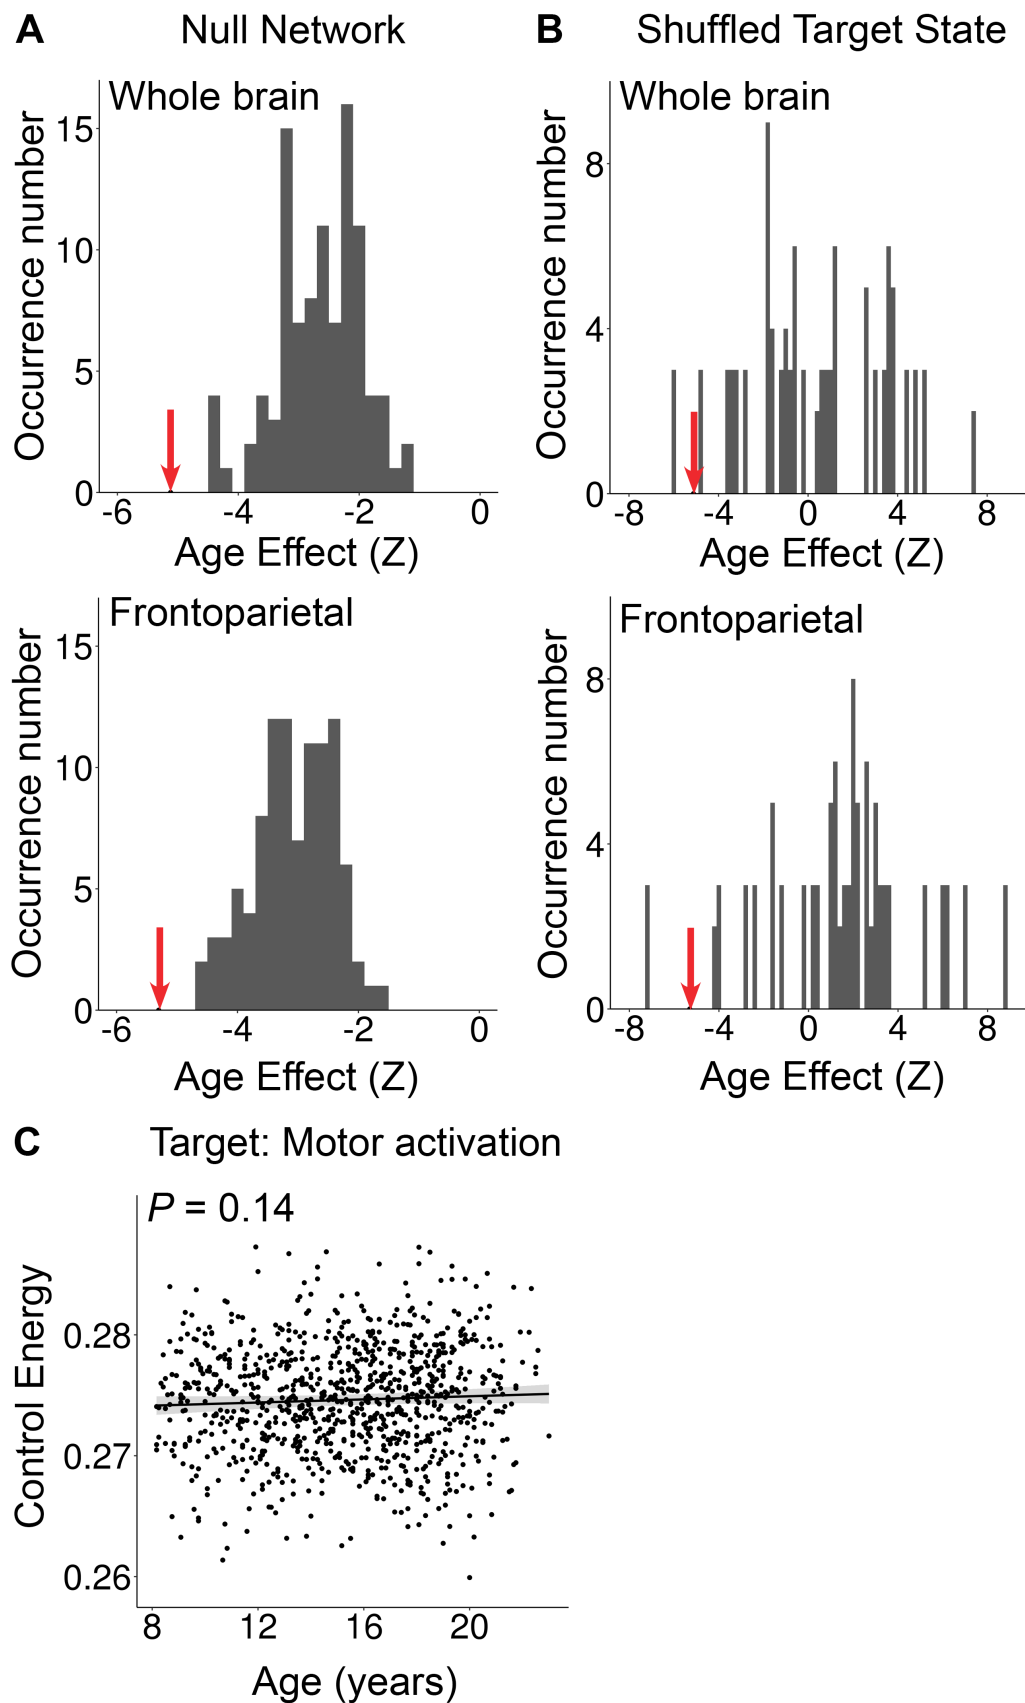 A Null Network
Whole brain
Occurrence number
15
10
5
0
-6 -4 -2 0
Age Effect (Z)
Frontoparietal
Occurrence number
15
10
5
0
-6 -4 -2 0
Age Effect (Z)
B Shuffled Target State
Whole brain
Occurrence number
8
4
0
-8 -4 0 4 8
Age Effect (Z)
Frontoparietal
Occurrence number
8
4
0
-8 -4 0 4 8
Age Effect (Z)
C Target: Motor activation
P = 0.14
Control Energy
0.28
0.27
0.26
8 12 16 20
Age (years)